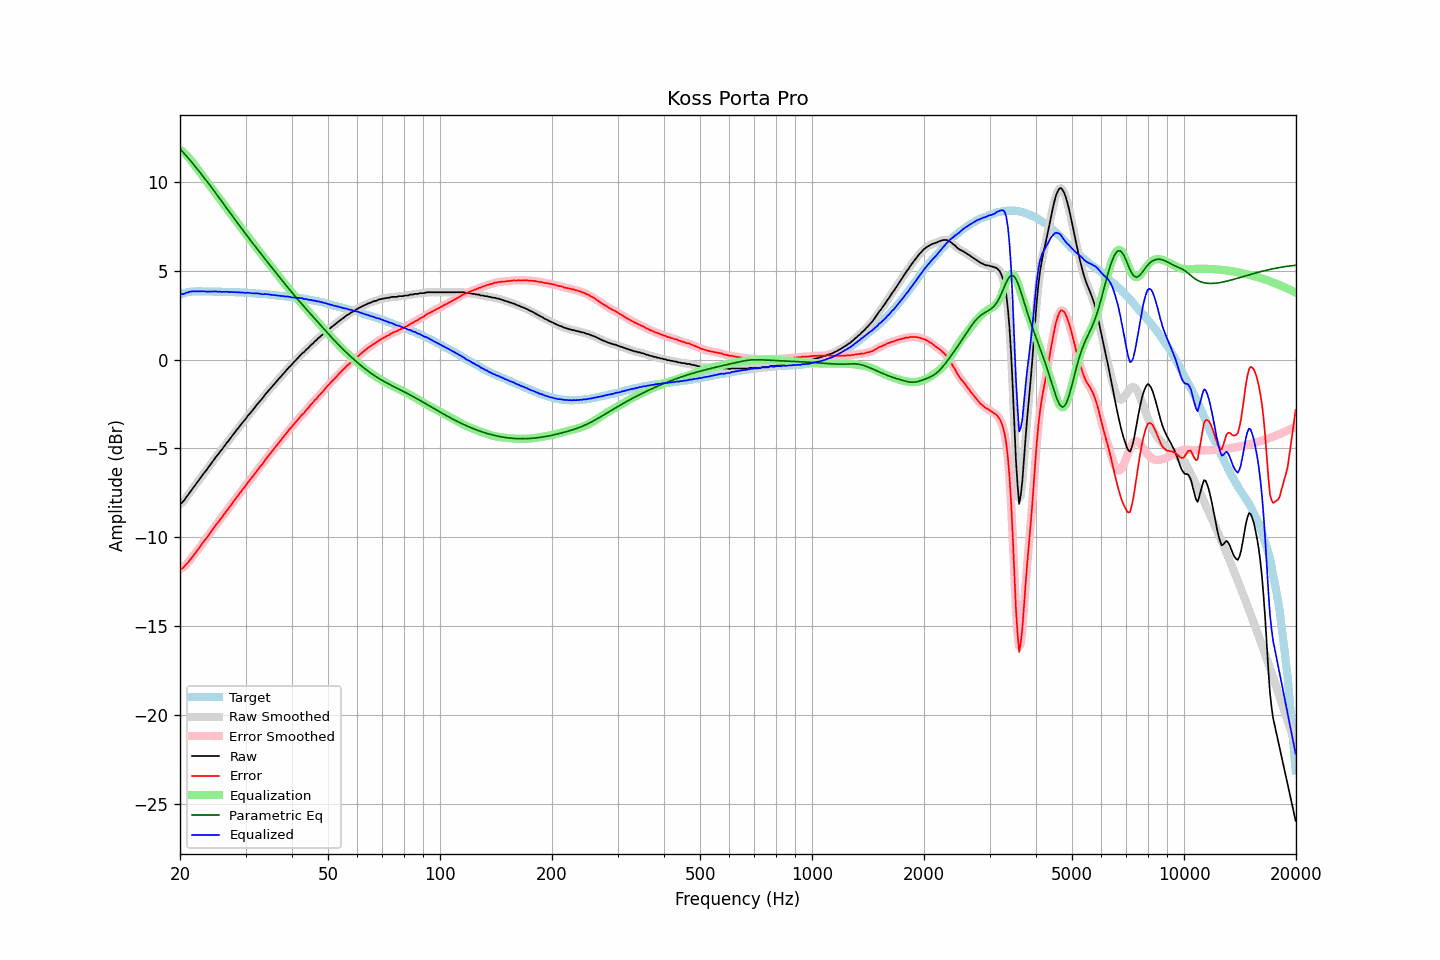 Koss Porta Pro
Amplitude (dBr)
10
5
0
−5
−10
−15
−20
−25
Target
Raw Smoothed
Error Smoothed
Raw
Error
Equalization
Parametric Eq
Equalized
20 50 100 200 500 1000 2000 5000 10000 20000
Frequency (Hz)